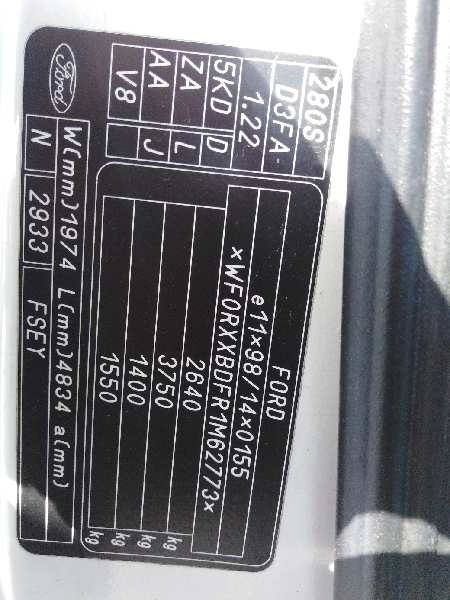 280S
D3FA-
1.22
5KD D
ZA L
AA
V8 J
FORD
e11×98/14×0155
×WF0RXXBDFR1M62773×
2640 kg
3750 kg
1400 kg
1550 kg
Ford
W(mm)1974 L(mm)4834 a(mm)
N 2933 FSEY